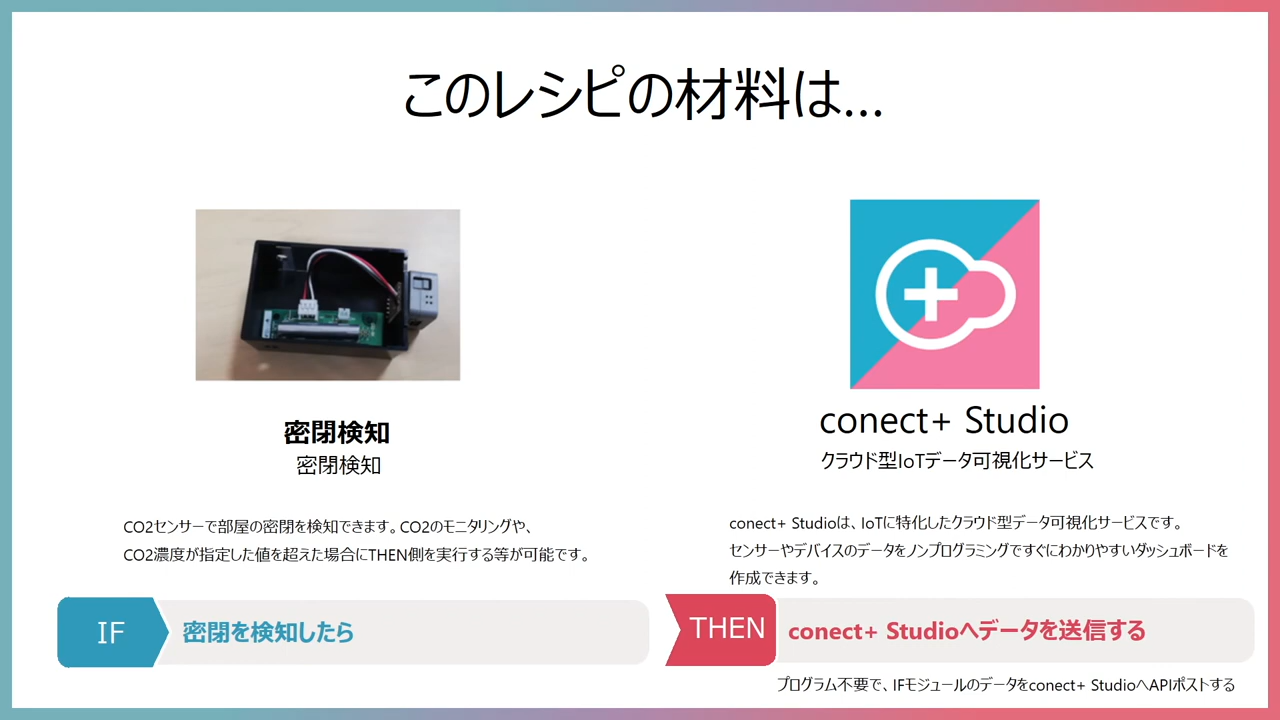 このレシピの材料は...
密閉検知
密閉検知
CO2センサーで部屋の密閉を検知できます。CO2のモニタリングや、
CO2濃度が指定した値を超えた場合にTHEN側を実行する等が可能です。
IF
密閉を検知したら
conect+ Studio
クラウド型IoTデータ可視化サービス
conect+ Studioは、IoTに特化したクラウド型データ可視化サービスです。
センサーやデバイスのデータをノンプログラミングですぐにわかりやすいダッシュボードを
作成できます。
THEN
conect+ Studioへデータを送信する
プログラム不要で、IFモジュールのデータをconect+ StudioへAPIポストする